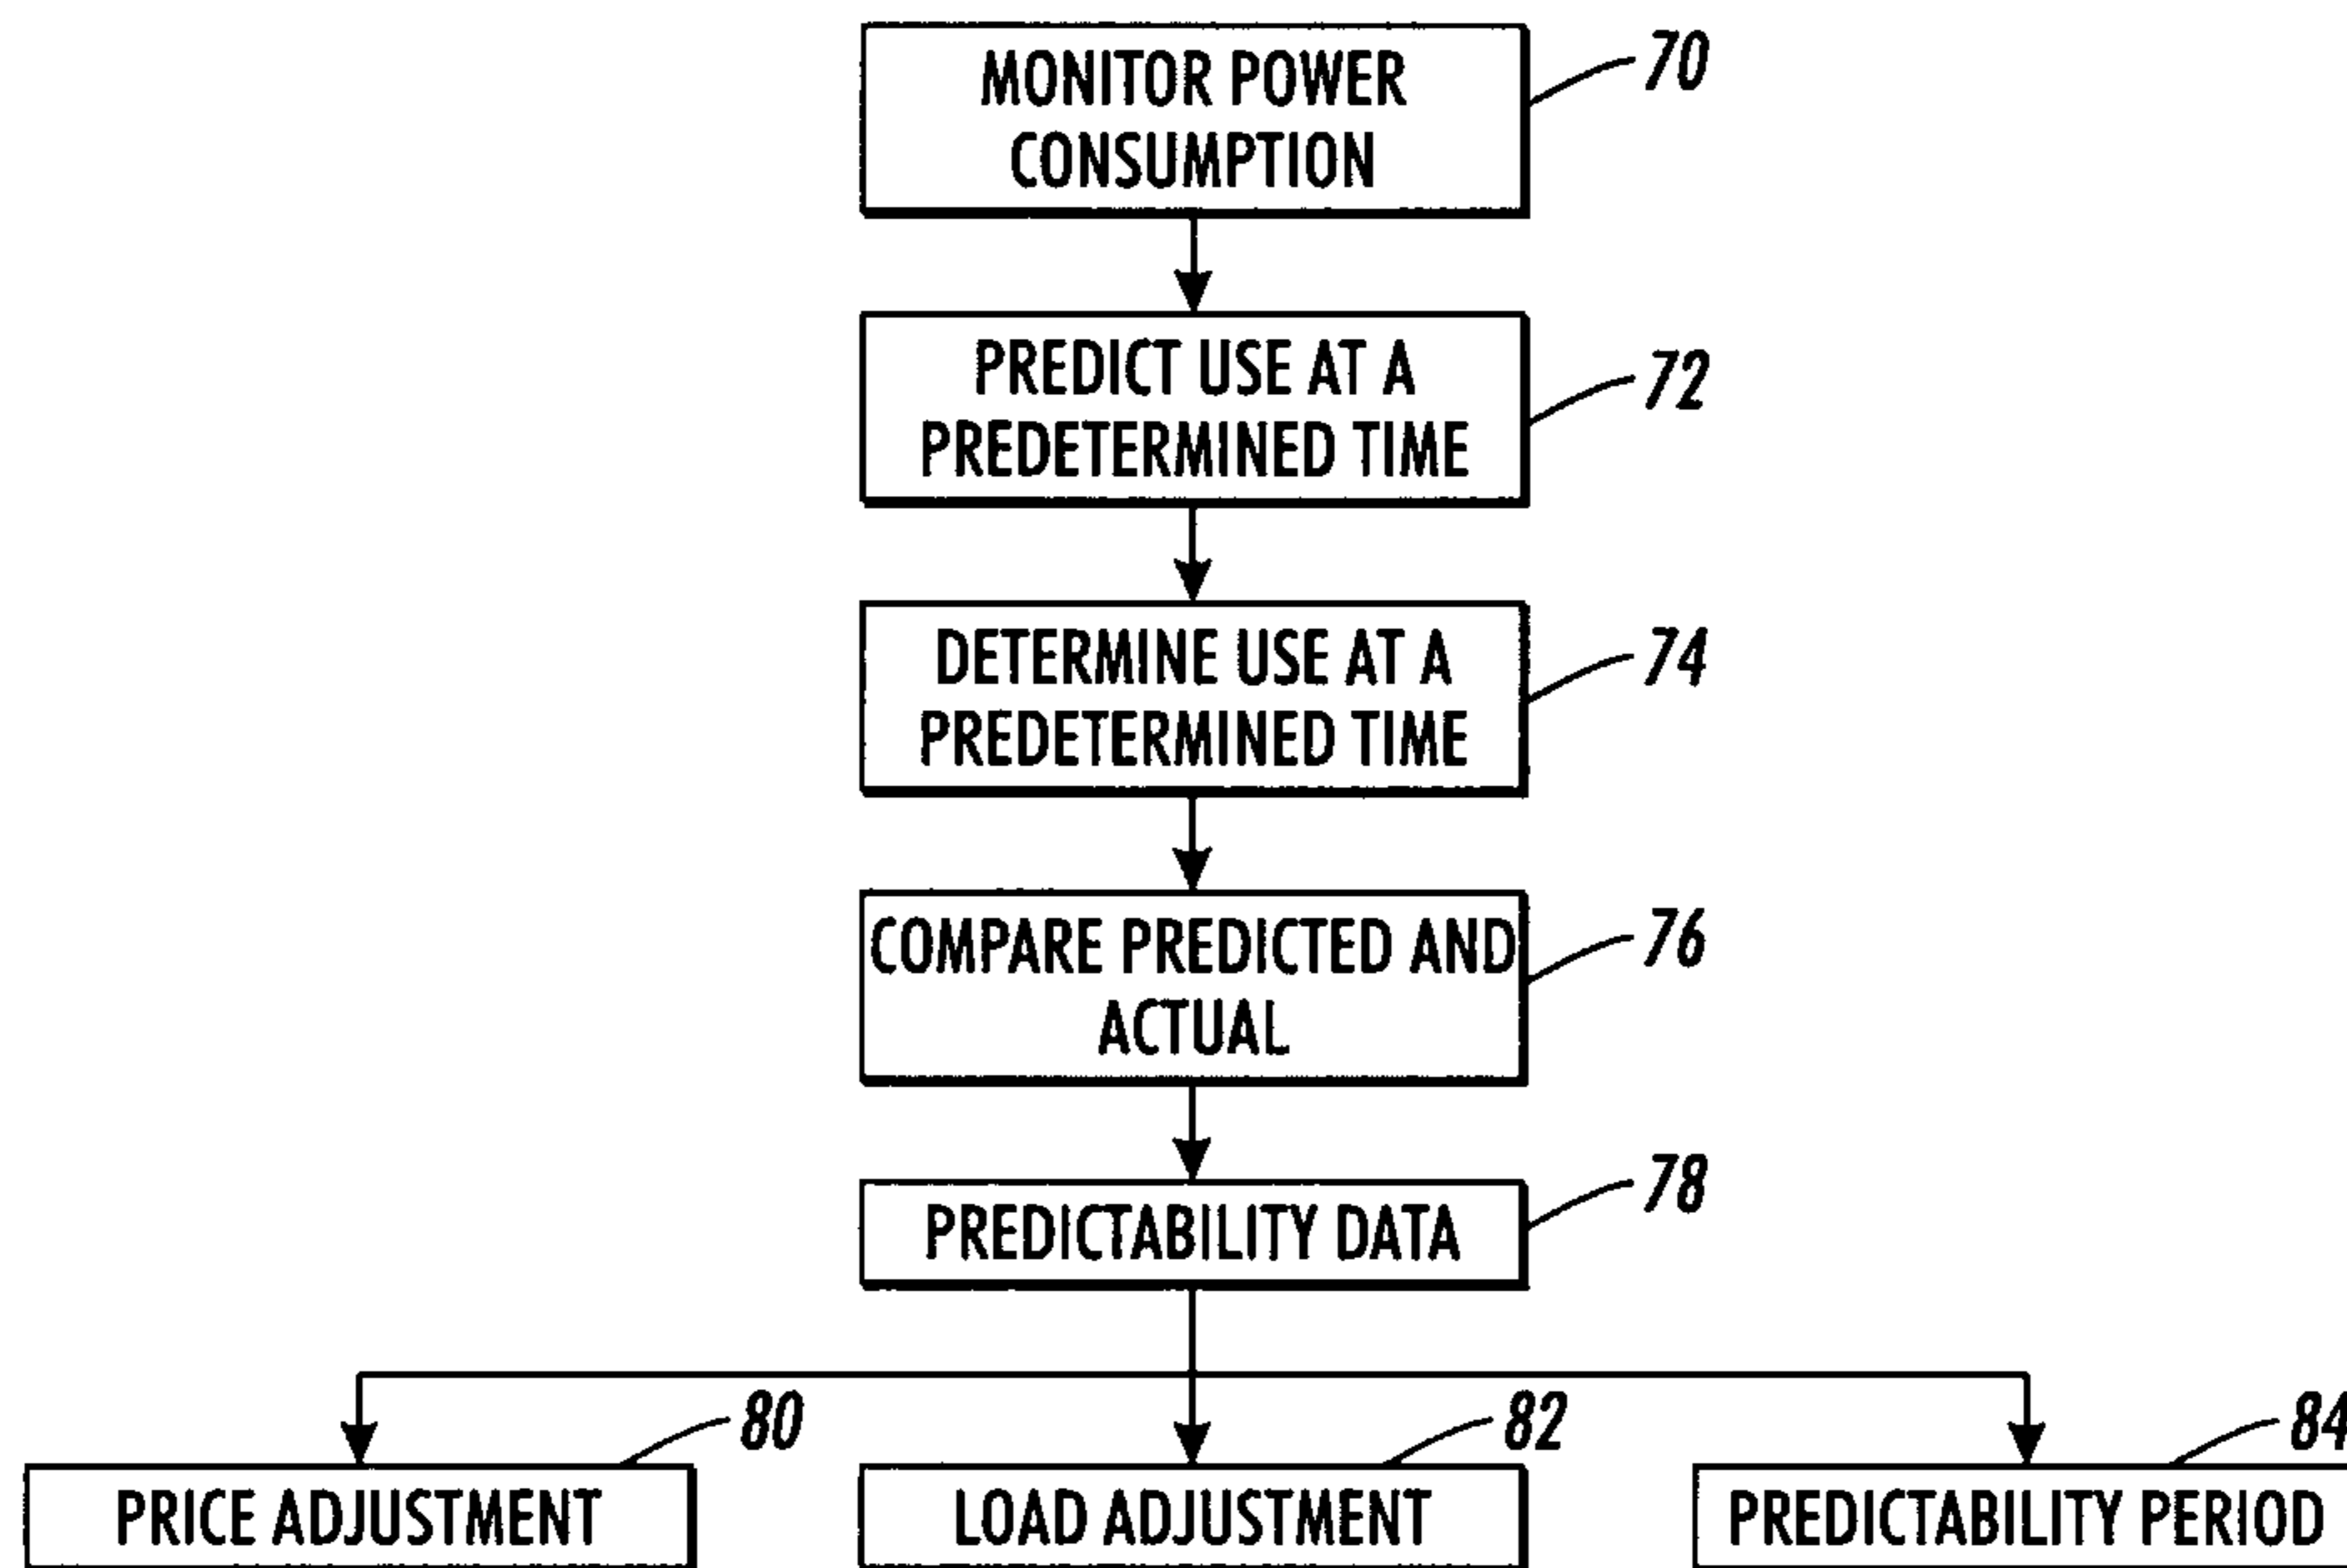 MONITOR POWER
CONSUMPTION
70
PREDICT USE AT A
PREDETERMINED TIME
72
DETERMINE USE AT A
PREDETERMINED TIME
74
COMPARE PREDICTED AND
ACTUAL
76
PREDICTABILITY DATA
78
80
82
84
PRICE ADJUSTMENT
LOAD ADJUSTMENT
PREDICTABILITY PERIOD